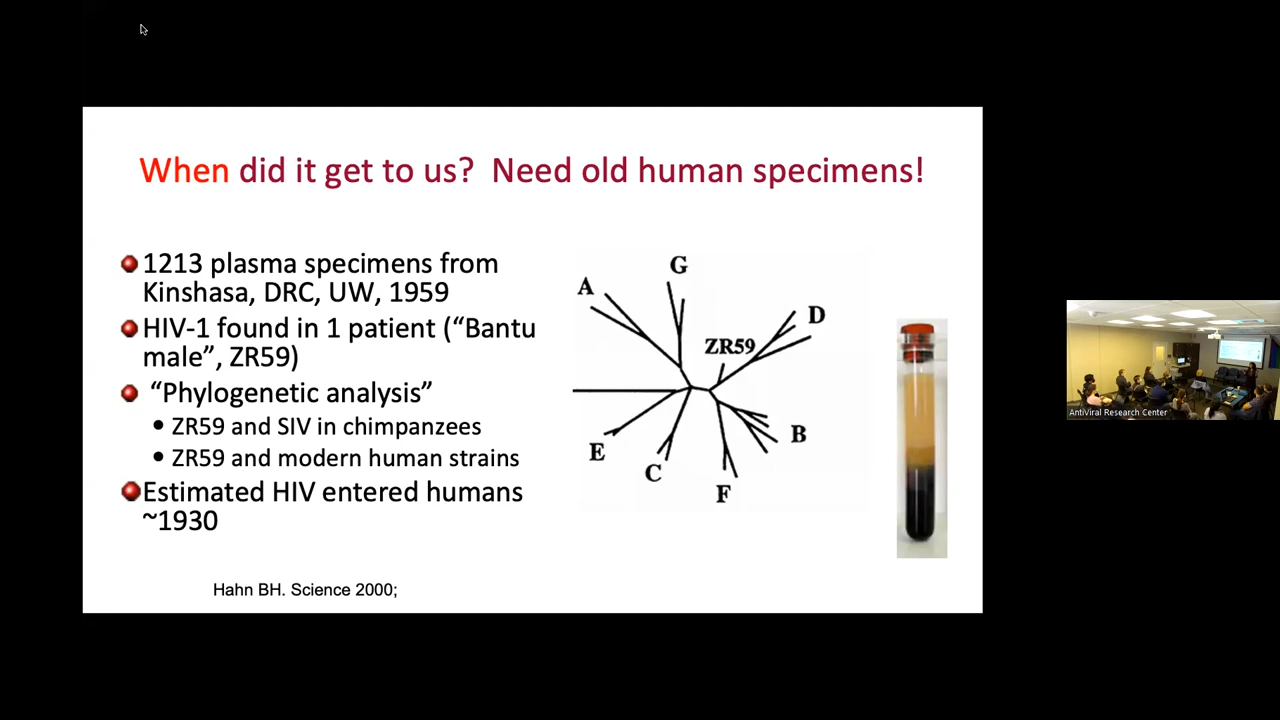 When did it get to us? Need old human specimens!
1213 plasma specimens from
Kinshasa, DRC, UW, 1959
HIV-1 found in 1 patient (“Bantu
male”, ZR59)
“Phylogenetic analysis”
ZR59 and SIV in chimpanzees
ZR59 and modern human strains
Estimated HIV entered humans
~1930
Hahn BH. Science 2000;
G
A
D
ZR59
B
E
C
F
AntiViral Research Center